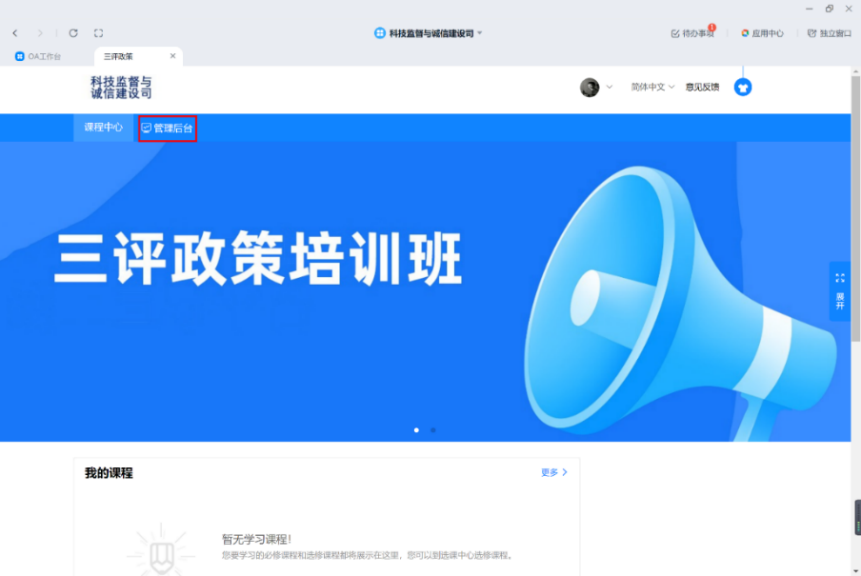 科技监督与诚信建设司
待办事项
1
应用中心
独立窗口
OA工作台
三评政策
科技监督与
诚信建设司
简体中文
意见反馈
课程中心
管理后台
三评政策培训班
展开
我的课程
更多
暂无学习课程!
您要学习的必修课程和选修课程都将展示在这里，您可以到选课中心选修课程。